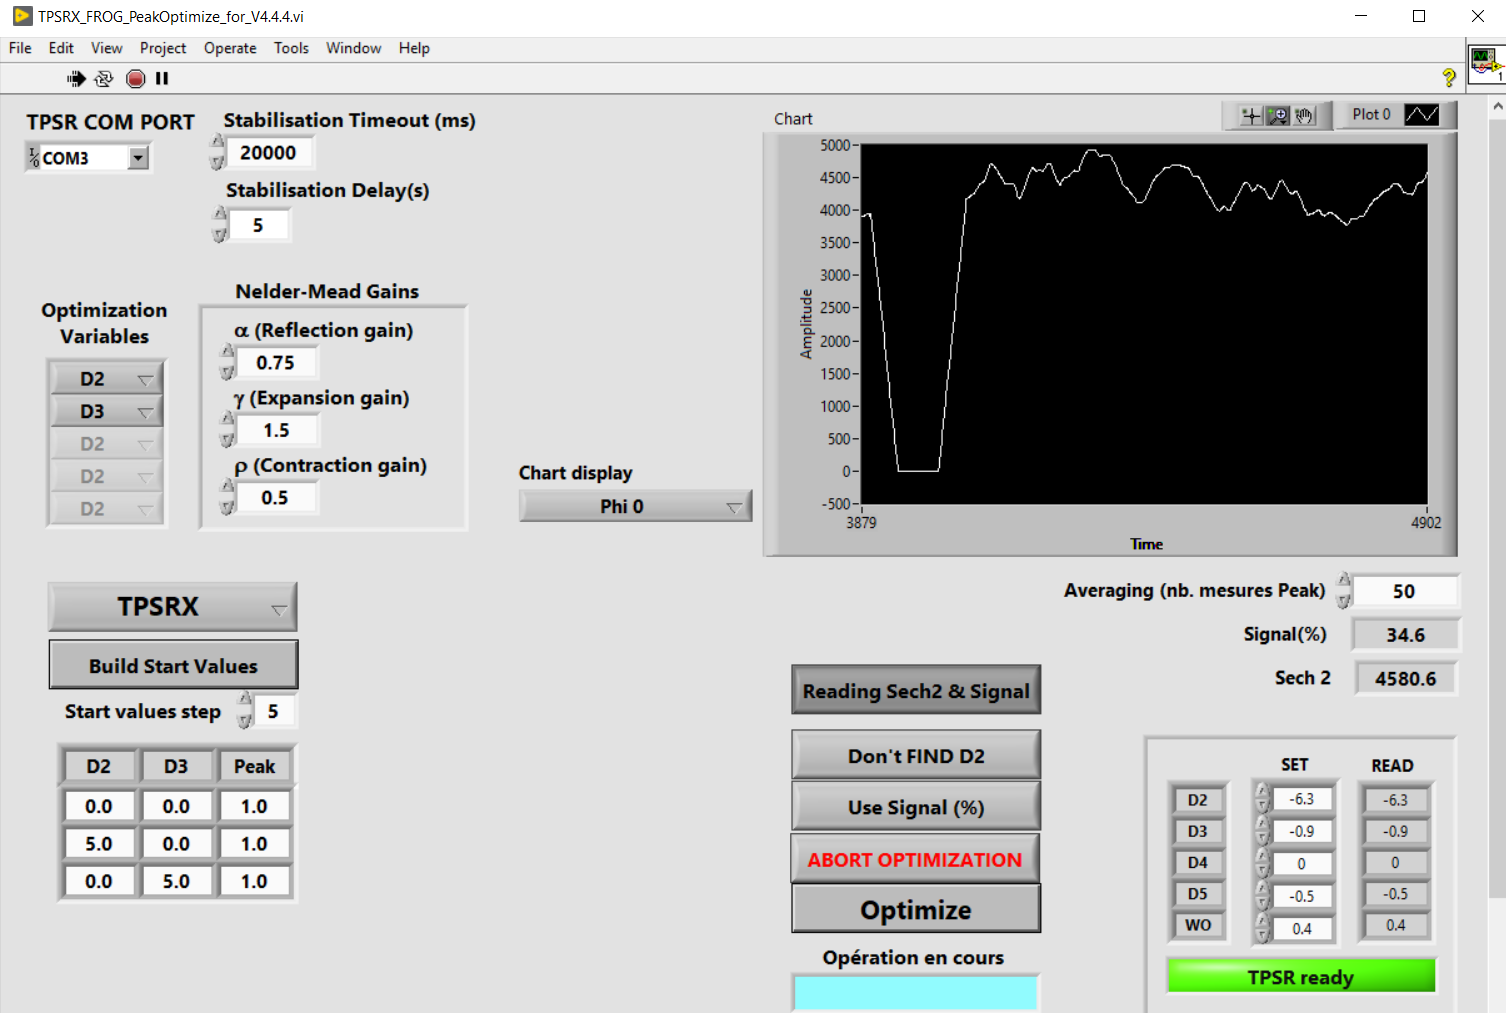 TPSRX_FROG_PeakOptimize_for_V4.4.4.vi
File Edit View Project Operate Tools Window Help
TPSR COM PORT
COM3
Stabilisation Timeout (ms)
20000
Stabilisation Delay(s)
5
Optimization
Variables
D2
D3
D2
D2
D2
Nelder-Mead Gains
α (Reflection gain)
0.75
γ (Expansion gain)
1.5
ρ (Contraction gain)
0.5
Chart display
Phi 0
Chart
Plot 0
5000
4500
4000
3500
3000
2500
2000
1500
1000
500
0
-500
Amplitude
3879 4902
Time
TPSRX
Build Start Values
Start values step 5
D2 D3 Peak
0.0 0.0 1.0
5.0 0.0 1.0
0.0 5.0 1.0
Averaging (nb. mesures Peak) 50
Signal(%) 34.6
Sech 2 4580.6
Reading Sech2 & Signal
Don't FIND D2
Use Signal (%)
ABORT OPTIMIZATION
Optimize
Opération en cours
SET READ
D2 -6.3 -6.3
D3 -0.9 -0.9
D4 0 0
D5 -0.5 -0.5
WO 0.4 0.4
TPSR ready